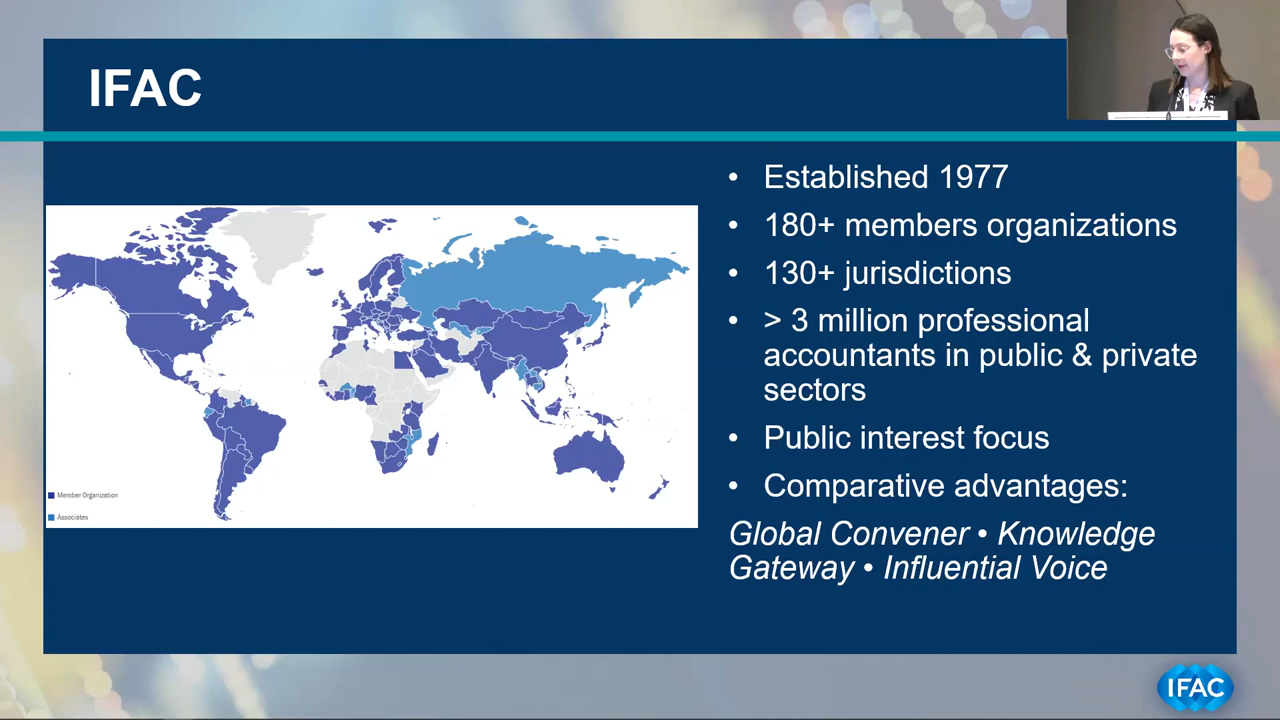 IFAC
• Established 1977
• 180+ members organizations
• 130+ jurisdictions
• > 3 million professional
accountants in public & private
sectors
• Public interest focus
• Comparative advantages:
Global Convener • Knowledge
Gateway • Influential Voice
Member Organization
Associates
IFAC